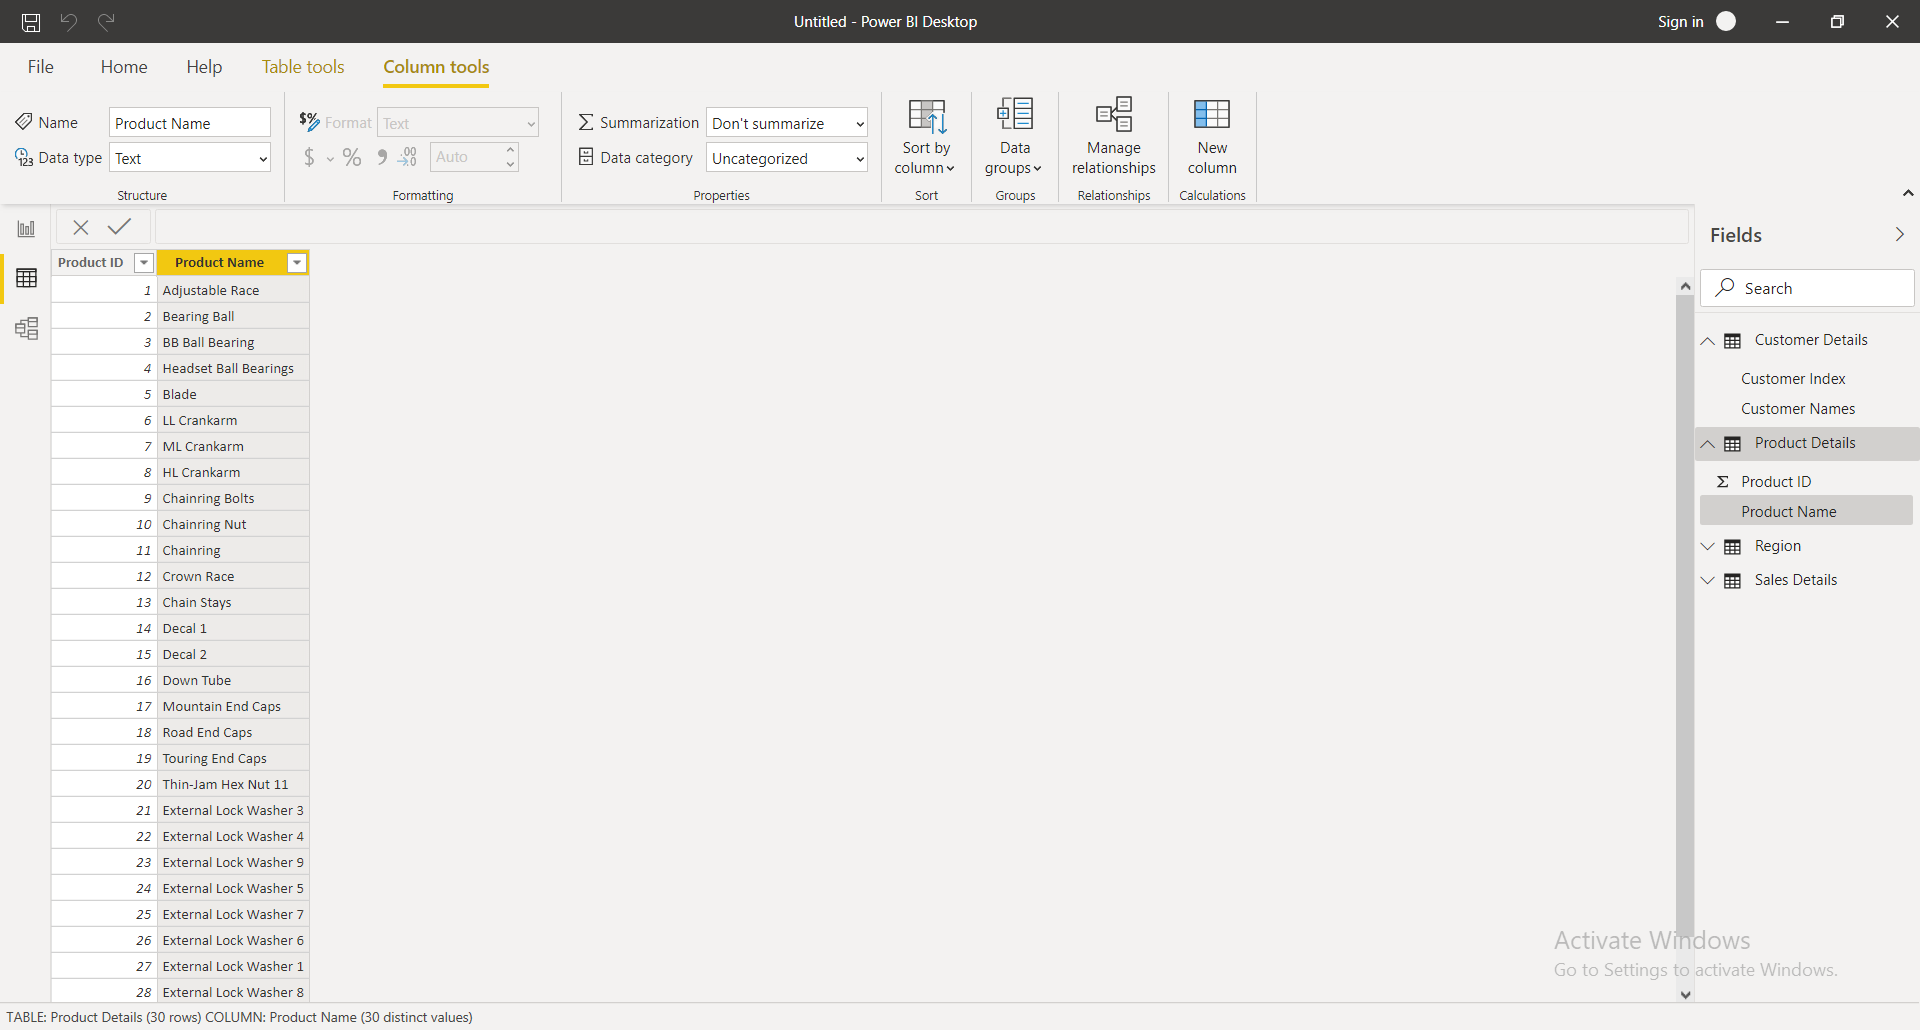 Untitled - Power BI Desktop
Sign in
File Home Help Table tools Column tools
Name Product Name
Data type Text
Structure
$% Format Text
$ % 9 .00 →.0 Auto
Formatting
Σ Summarization Don't summarize
Data category Uncategorized
Properties
Sort by
column
Sort
Data
groups
Groups
Manage
relationships
Relationships
New
column
Calculations
Product ID Product Name
1 Adjustable Race
2 Bearing Ball
3 BB Ball Bearing
4 Headset Ball Bearings
5 Blade
6 LL Crankarm
7 ML Crankarm
8 HL Crankarm
9 Chainring Bolts
10 Chainring Nut
11 Chainring
12 Crown Race
13 Chain Stays
14 Decal 1
15 Decal 2
16 Down Tube
17 Mountain End Caps
18 Road End Caps
19 Touring End Caps
20 Thin-Jam Hex Nut 11
21 External Lock Washer 3
22 External Lock Washer 4
23 External Lock Washer 9
24 External Lock Washer 5
25 External Lock Washer 7
26 External Lock Washer 6
27 External Lock Washer 1
28 External Lock Washer 8
Fields
Search
Customer Details
Customer Index
Customer Names
Product Details
Σ Product ID
Product Name
Region
Sales Details
Activate Windows
Go to Settings to activate Windows.
TABLE: Product Details (30 rows) COLUMN: Product Name (30 distinct values)